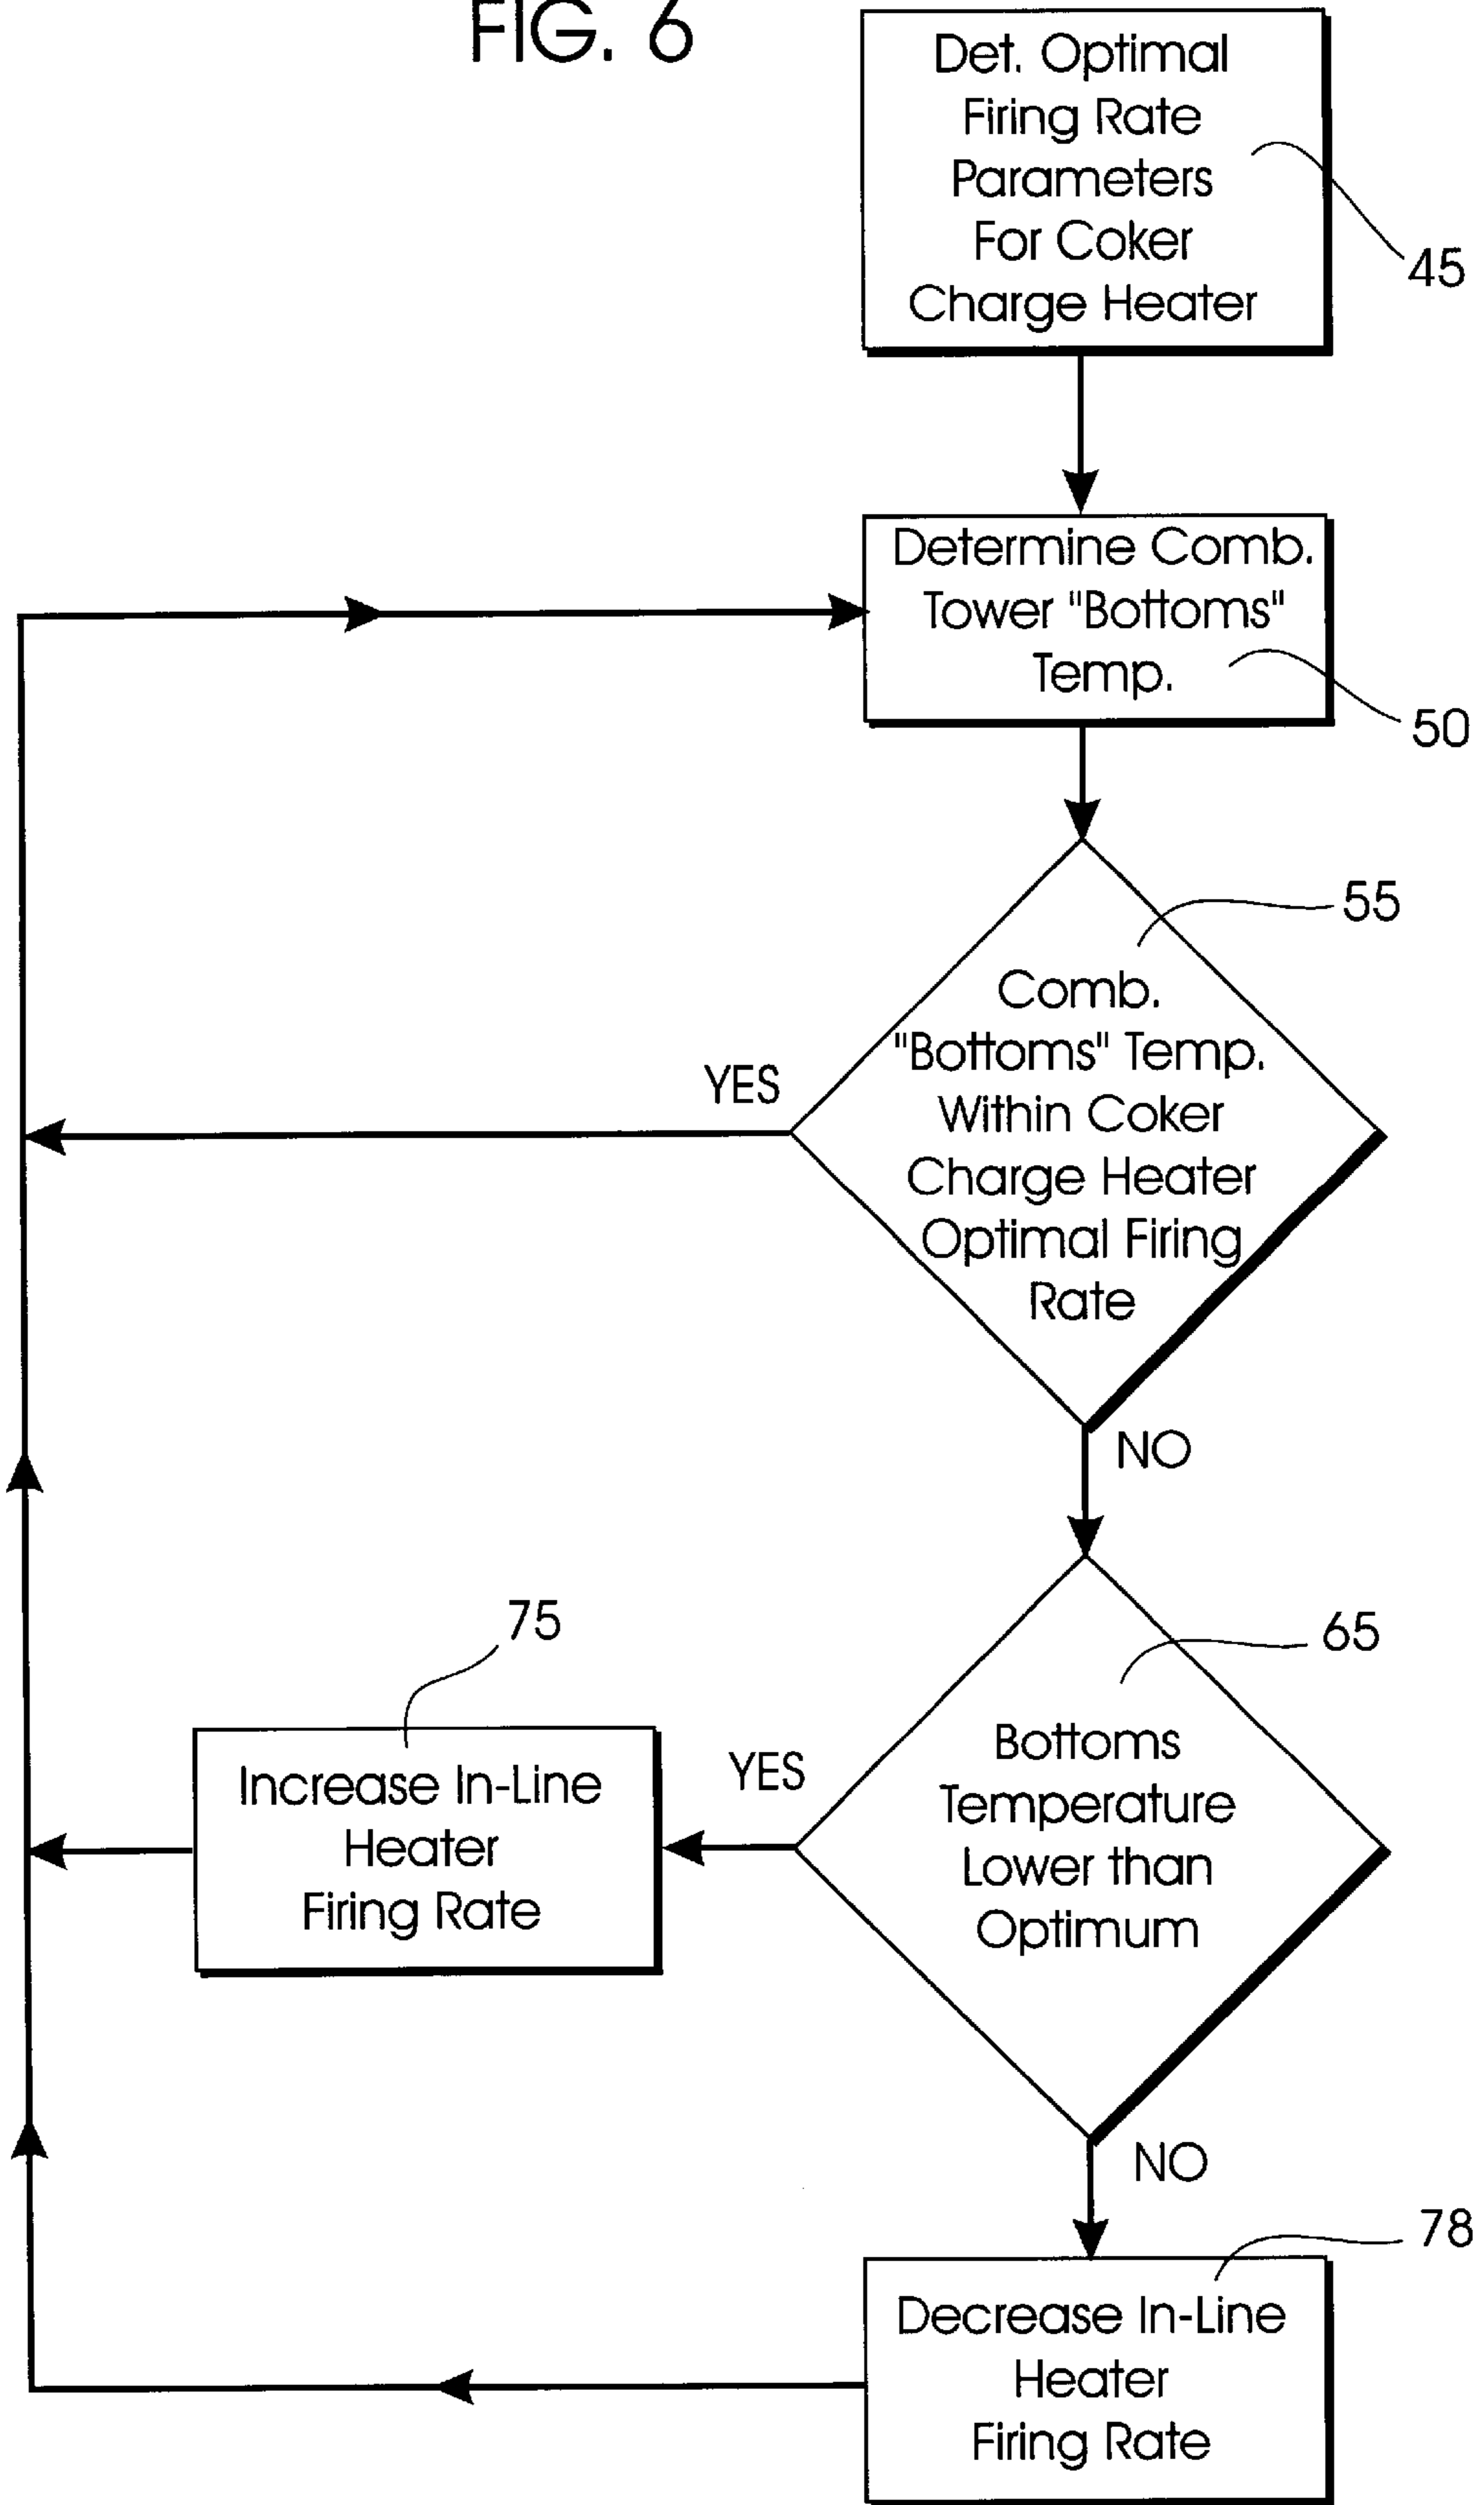 FIG. 6
Det. Optimal
Firing Rate
Parameters
For Coker
Charge Heater
45
Determine Comb.
Tower "Bottoms"
Temp.
50
55
Comb.
"Bottoms" Temp.
Within Coker
Charge Heater
Optimal Firing
Rate
YES
NO
65
Bottoms
Temperature
Lower than
Optimum
YES
75
Increase In-Line
Heater
Firing Rate
NO
78
Decrease In-Line
Heater
Firing Rate